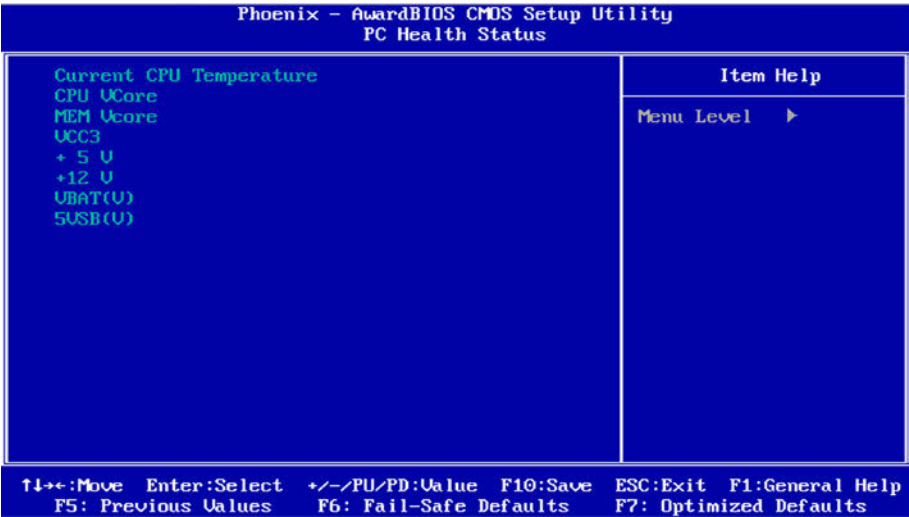 Phoenix - AwardBIOS CMOS Setup Utility
PC Health Status
Current CPU Temperature
CPU VCore
MEM Vcore
VCC3
+ 5 V
+12 V
VBAT(V)
5VSB(V)
Item Help
Menu Level ▶
↑↓→←:Move Enter:Select +/-/PU/PD:Value F10:Save ESC:Exit F1:General Help
F5: Previous Values F6: Fail-Safe Defaults F7: Optimized Defaults